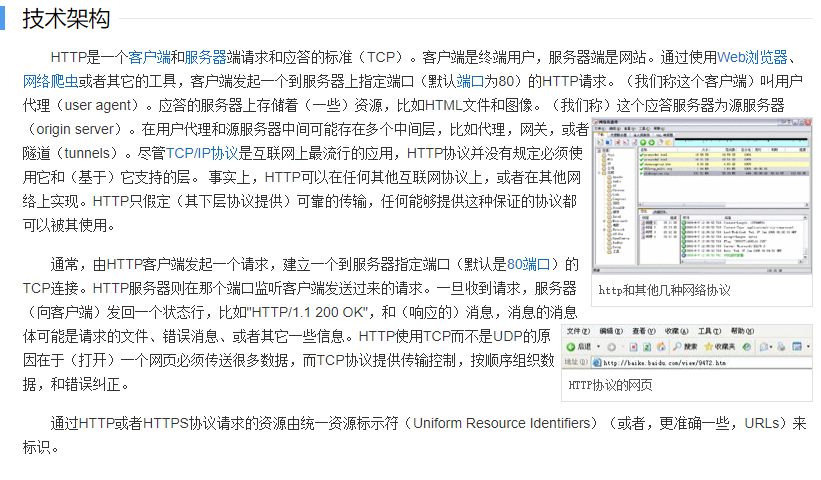 技术架构
HTTP是一个客户端和服务器端请求和应答的标准（TCP）。客户端是终端用户，服务器端是网站。通过使用Web浏览器、
网络爬虫或者其它的工具，客户端发起一个到服务器上指定端口（默认端口为80）的HTTP请求。（我们称这个客户端）叫用户
代理（user agent）。应答的服务器上存储着（一些）资源，比如HTML文件和图像。（我们称）这个应答服务器为源服务器
（origin server）。在用户代理和源服务器中间可能存在多个中间层，比如代理，网关，或者
隧道（tunnels）。尽管TCP/IP协议是互联网上最流行的应用，HTTP协议并没有规定必须使
用它和（基于）它支持的层。 事实上，HTTP可以在任何其他互联网协议上，或者在其他网
络上实现。HTTP只假定（其下层协议提供）可靠的传输，任何能够提供这种保证的协议都
可以被其使用。
http和其他几种网络协议
通常，由HTTP客户端发起一个请求，建立一个到服务器指定端口（默认是80端口）的
TCP连接。HTTP服务器则在那个端口监听客户端发送过来的请求。一旦收到请求，服务器
（向客户端）发回一个状态行，比如"HTTP/1.1 200 OK"，和（响应的）消息，消息的消息
体可能是请求的文件、错误消息、或者其它一些信息。HTTP使用TCP而不是UDP的原
因在于（打开）一个网页必须传送很多数据，而TCP协议提供传输控制，按顺序组织数
据，和错误纠正。
文件(F) 编辑(E) 查看(V) 收藏(A) 工具(T) 帮助(H)
后退 搜索 收藏夹
地址(D) http://baike.baidu.com/view/9472.htm
HTTP协议的网页
通过HTTP或者HTTPS协议请求的资源由统一资源标示符（Uniform Resource Identifiers）（或者，更准确一些，URLs）来
标识。